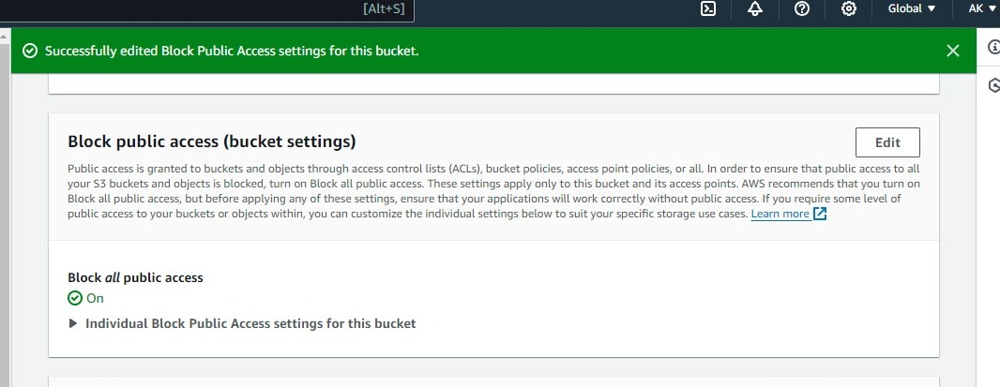 [Alt+S]
Global
AK
Successfully edited Block Public Access settings for this bucket.
Block public access (bucket settings)
Edit
Public access is granted to buckets and objects through access control lists (ACLs), bucket policies, access point policies, or all. In order to ensure that public access to all
your S3 buckets and objects is blocked, turn on Block all public access. These settings apply only to this bucket and its access points. AWS recommends that you turn on
Block all public access, but before applying any of these settings, ensure that your applications will work correctly without public access. If you require some level of
public access to your buckets or objects within, you can customize the individual settings below to suit your specific storage use cases. Learn more
Block all public access
On
Individual Block Public Access settings for this bucket